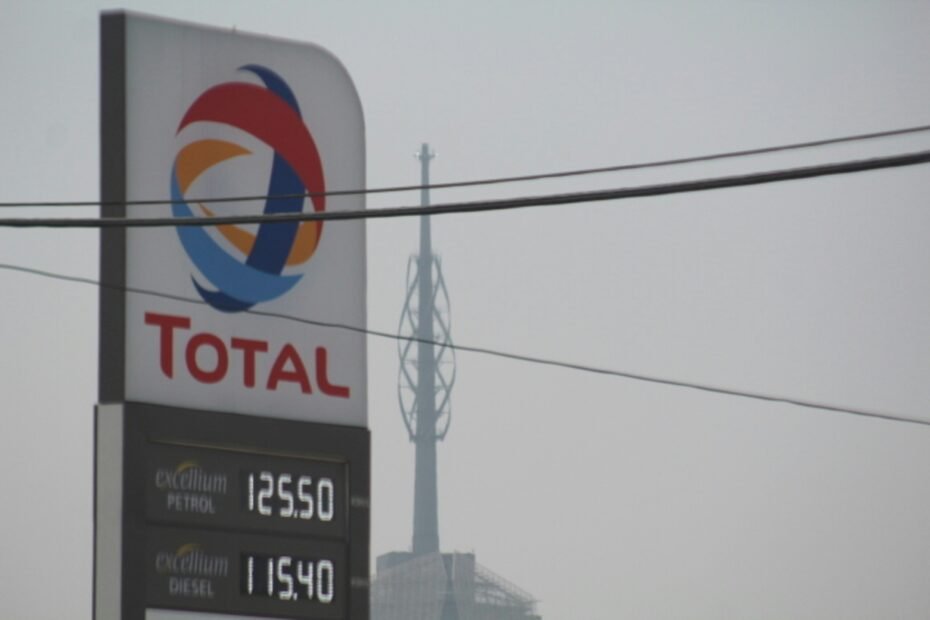 TOTAL
excellium
PETROL 125.50
excellium
DIESEL 115.40